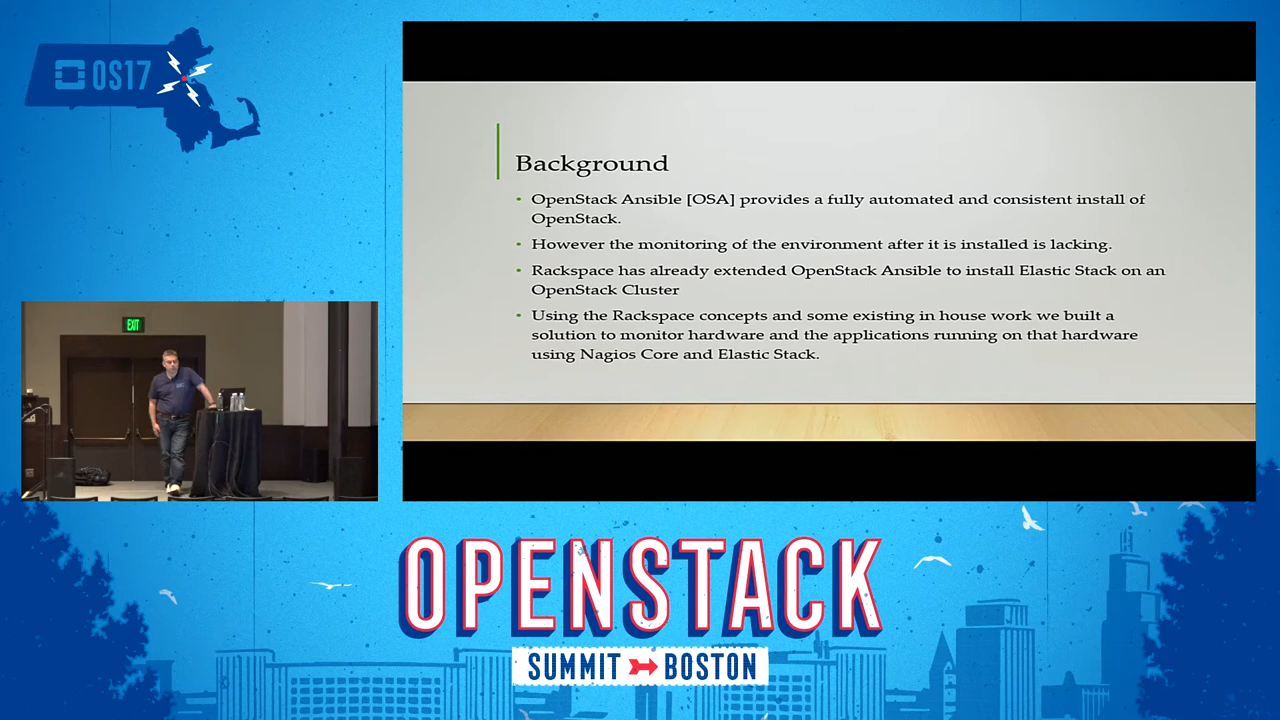 OS17
Background
• OpenStack Ansible [OSA] provides a fully automated and consistent install of
OpenStack.
• However the monitoring of the environment after it is installed is lacking.
• Rackspace has already extended OpenStack Ansible to install Elastic Stack on an
OpenStack Cluster
• Using the Rackspace concepts and some existing in house work we built a
solution to monitor hardware and the applications running on that hardware
using Nagios Core and Elastic Stack.
EXIT
OPENSTACK
SUMMIT BOSTON